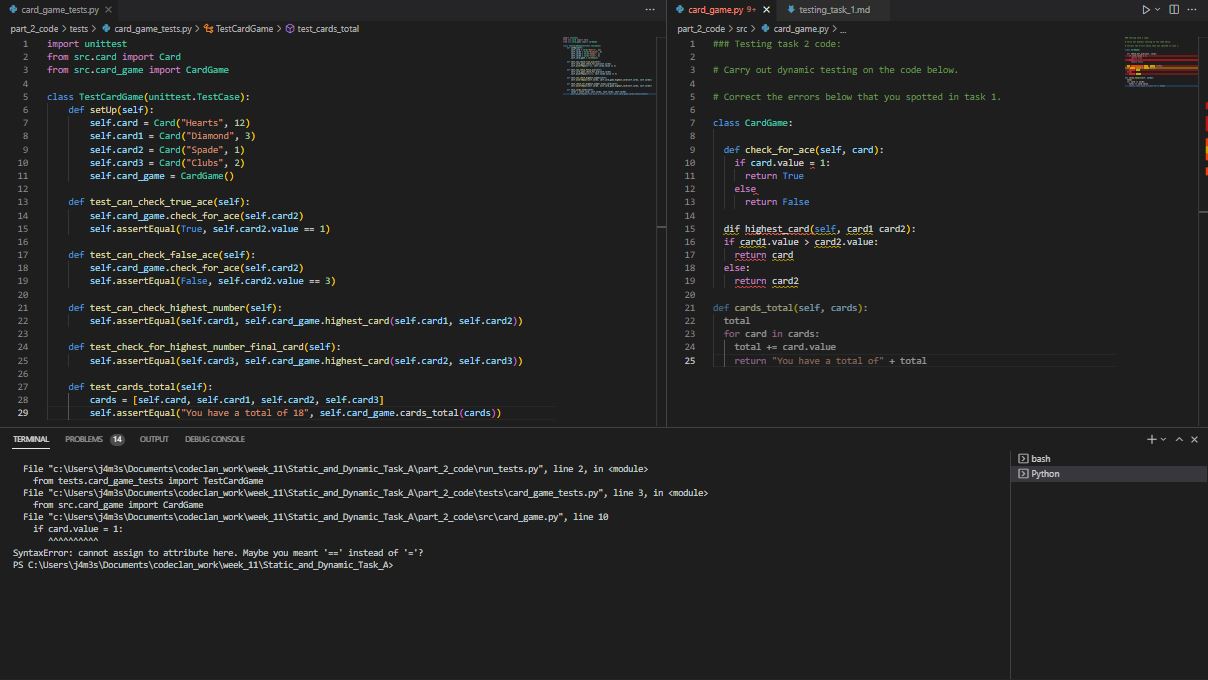 card_game_tests.py
part_2_code > tests > card_game_tests.py > TestCardGame > test_cards_total
1 import unittest
2 from src.card import Card
3 from src.card_game import CardGame
4
5 class TestCardGame(unittest.TestCase):
6 def setUp(self):
7 self.card = Card("Hearts", 12)
8 self.card1 = Card("Diamond", 3)
9 self.card2 = Card("Spade", 1)
10 self.card3 = Card("Clubs", 2)
11 self.card_game = CardGame()
12
13 def test_can_check_true_ace(self):
14 self.card_game.check_for_ace(self.card2)
15 self.assertEqual(True, self.card2.value == 1)
16
17 def test_can_check_false_ace(self):
18 self.card_game.check_for_ace(self.card2)
19 self.assertEqual(False, self.card2.value == 3)
20
21 def test_can_check_highest_number(self):
22 self.assertEqual(self.card1, self.card_game.highest_card(self.card1, self.card2))
23
24 def test_check_for_highest_number_final_card(self):
25 self.assertEqual(self.card3, self.card_game.highest_card(self.card2, self.card3))
26
27 def test_cards_total(self):
28 cards = [self.card, self.card1, self.card2, self.card3]
29 self.assertEqual("You have a total of 18", self.card_game.cards_total(cards))
card_game.py 9+
testing_task_1.md
part_2_code > src > card_game.py > ...
1 ### Testing task 2 code:
2
3 # Carry out dynamic testing on the code below.
4
5 # Correct the errors below that you spotted in task 1.
6
7 class CardGame:
8
9 def check_for_ace(self, card):
10 if card.value = 1:
11 return True
12 else
13 return False
14
15 dif highest_card(self, card1 card2):
16 if card1.value > card2.value:
17 return card
18 else:
19 return card2
20
21 def cards_total(self, cards):
22 total
23 for card in cards:
24 total += card.value
25 return "You have a total of" + total
TERMINAL PROBLEMS 14 OUTPUT DEBUG CONSOLE
File "c:\Users\j4m3s\Documents\codeclan_work\week_11\Static_and_Dynamic_Task_A\part_2_code\run_tests.py", line 2, in <module>
from tests.card_game_tests import TestCardGame
File "c:\Users\j4m3s\Documents\codeclan_work\week_11\Static_and_Dynamic_Task_A\part_2_code\tests\card_game_tests.py", line 3, in <module>
from src.card_game import CardGame
File "c:\Users\j4m3s\Documents\codeclan_work\week_11\Static_and_Dynamic_Task_A\part_2_code\src\card_game.py", line 10
if card.value = 1:
^^^^^^^^^^
SyntaxError: cannot assign to attribute here. Maybe you meant '==' instead of '='?
PS C:\Users\j4m3s\Documents\codeclan_work\week_11\Static_and_Dynamic_Task_A>
bash
Python